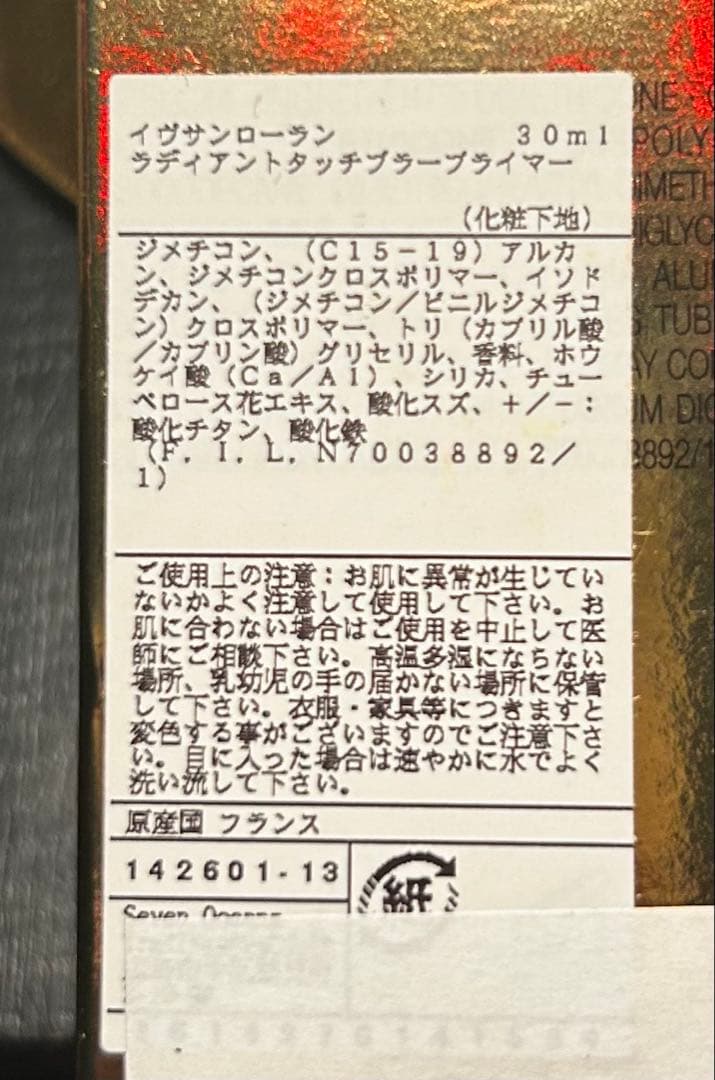 イヴサンローラン 30ml
ラディアントタッチブラープライマー
(化粧下地)
ジメチコン、(C15-19)アルカ
ン、ジメチコンクロスポリマー、イソド
デカン、(ジメチコン/ビニルジメチコ
ン)クロスポリマー、トリ(カプリル酸
/カプリン酸)グリセリル、香料、ホウ
ケイ酸(Ca/Al)、シリカ、チュー
ベロース花エキス、酸化スズ、+/-:
酸化チタン、酸化鉄
(F.I.L.N70038892/
1)
ご使用上の注意:お肌に異常が生じてい
ないかよく注意して使用して下さい。お
肌に合わない場合はご使用を中止して医
師にご相談下さい。高温多湿にならない
場所、乳幼児の手の届かない場所に保管
して下さい。衣服・家具等につきますと
変色する事がございますのでご注意下さ
い。目に入った場合は速やかに水でよく
洗い流して下さい。
原産国 フランス
142601-13
紙
POLY
DIMETH
IGLYC
ALU
TUB
AY CO
UM DIO
8892/1